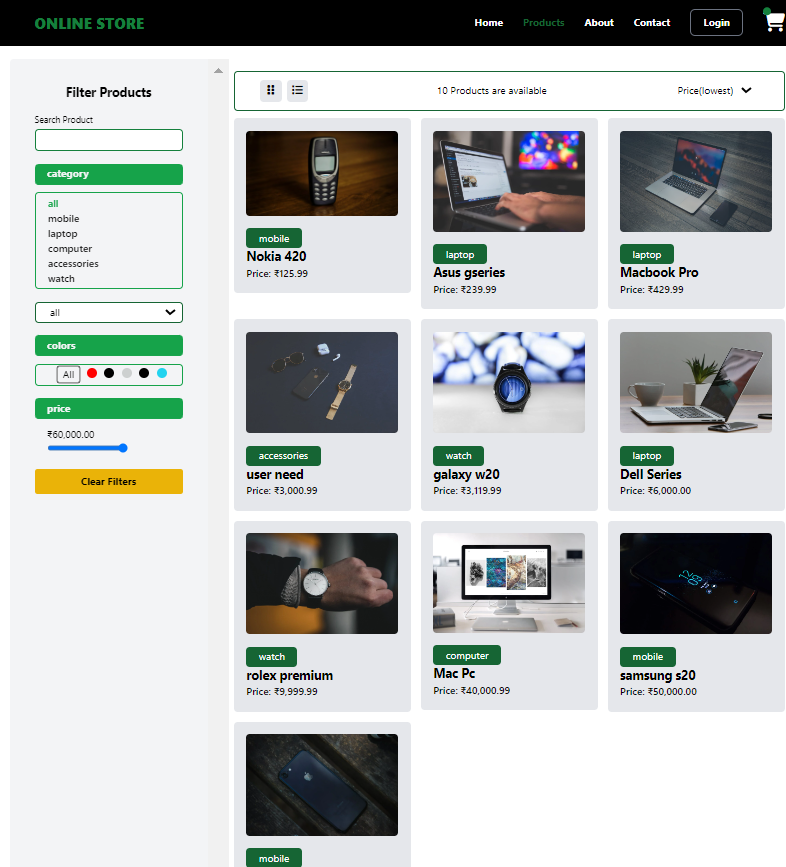 ONLINE STORE
Home Products About Contact Login
Filter Products
Search Product
category
all
mobile
laptop
computer
accessories
watch
all
colors
All
price
₹60,000.00
Clear Filters
10 Products are available
Price(lowest)
mobile
Nokia 420
Price: ₹125.99
laptop
Asus gseries
Price: ₹239.99
laptop
Macbook Pro
Price: ₹429.99
accessories
user need
Price: ₹3,000.99
watch
galaxy w20
Price: ₹3,119.99
laptop
Dell Series
Price: ₹6,000.00
watch
rolex premium
Price: ₹9,999.99
computer
Mac Pc
Price: ₹40,000.99
mobile
samsung s20
Price: ₹50,000.00
mobile